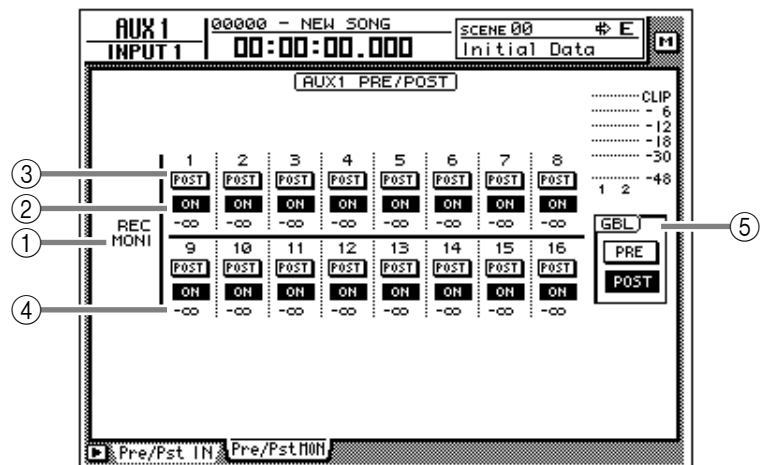 AUX 1
INPUT 1
00000 - NEW SONG
00:00:00.000
SCENE 00 E
Initial Data
M
AUX1 PRE/POST
CLIP
- 6
-12
-18
-30
-48
1 2
1 2 3 4 5 6 7 8
③ POST POST POST POST POST POST POST POST
② ON ON ON ON ON ON ON ON
-∞ -∞ -∞ -∞ -∞ -∞ -∞ -∞
① REC
MONI
9 10 11 12 13 14 15 16
POST POST POST POST POST POST POST POST
ON ON ON ON ON ON ON ON
④ -∞ -∞ -∞ -∞ -∞ -∞ -∞ -∞
GBL ⑤
PRE
POST
Pre/Pst IN Pre/PstMON